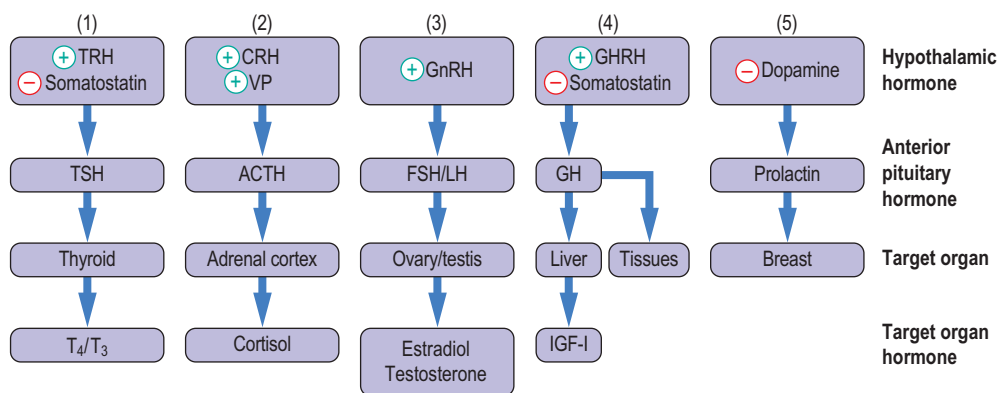 (1) (2) (3) (4) (5)
+ TRH
− Somatostatin
+ CRH
+ VP
+ GnRH
+ GHRH
− Somatostatin
− Dopamine
Hypothalamic
hormone
TSH
ACTH
FSH/LH
GH
Prolactin
Anterior
pituitary
hormone
Thyroid
Adrenal cortex
Ovary/testis
Liver
Tissues
Breast
Target organ
T₄/T₃
Cortisol
Estradiol
Testosterone
IGF-I
Target organ
hormone